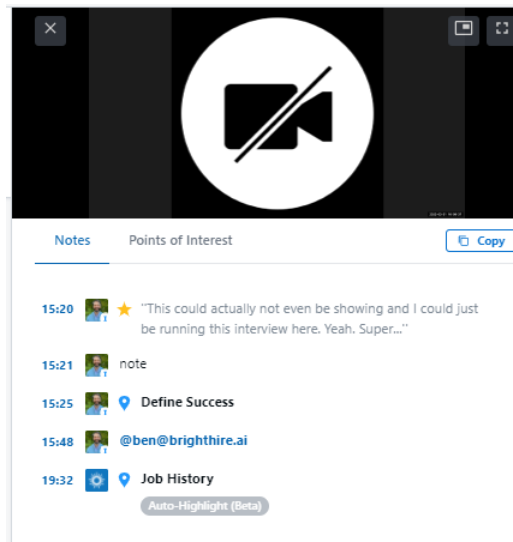 Notes
Points of Interest
Copy
15:20
"This could actually not even be showing and I could just
be running this interview here. Yeah. Super..."
15:21
note
15:25
Define Success
15:48
@ben@brighthire.ai
19:32
Job History
Auto-Highlight (Beta)